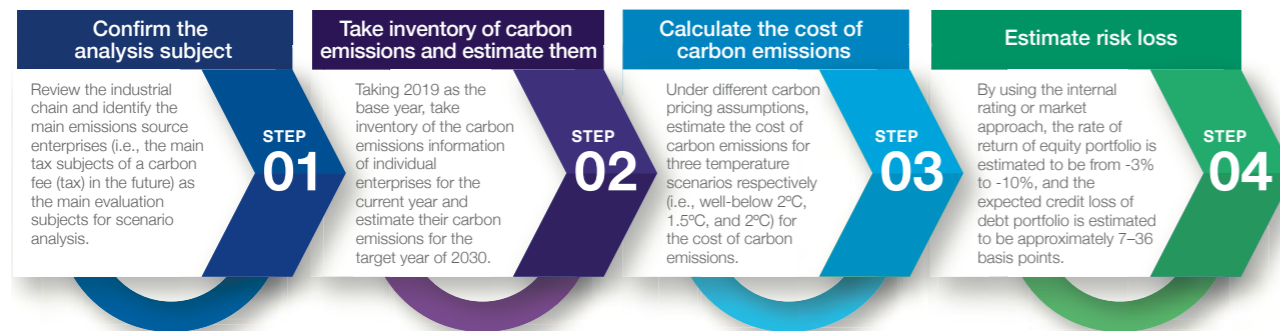 Confirm the
analysis subject
Review the industrial
chain and identify the
main emissions source
enterprises (i.e., the main
tax subjects of a carbon
fee (tax) in the future) as
the main evaluation
subjects for scenario
analysis.
STEP
01
Take inventory of carbon
emissions and estimate them
Taking 2019 as the
base year, take
inventory of the carbon
emissions information
of individual
enterprises for the
current year and
estimate their carbon
emissions for the
target year of 2030.
STEP
02
Calculate the cost of
carbon emissions
Under different carbon
pricing assumptions,
estimate the cost of
carbon emissions for
three temperature
scenarios respectively
(i.e., well-below 2ºC,
1.5ºC, and 2ºC) for
the cost of carbon
emissions.
STEP
03
Estimate risk loss
By using the internal
rating or market
approach, the rate of
return of equity portfolio is
estimated to be from -3%
to -10%, and the
expected credit loss of
debt portfolio is estimated
to be approximately 7–36
basis points.
STEP
04